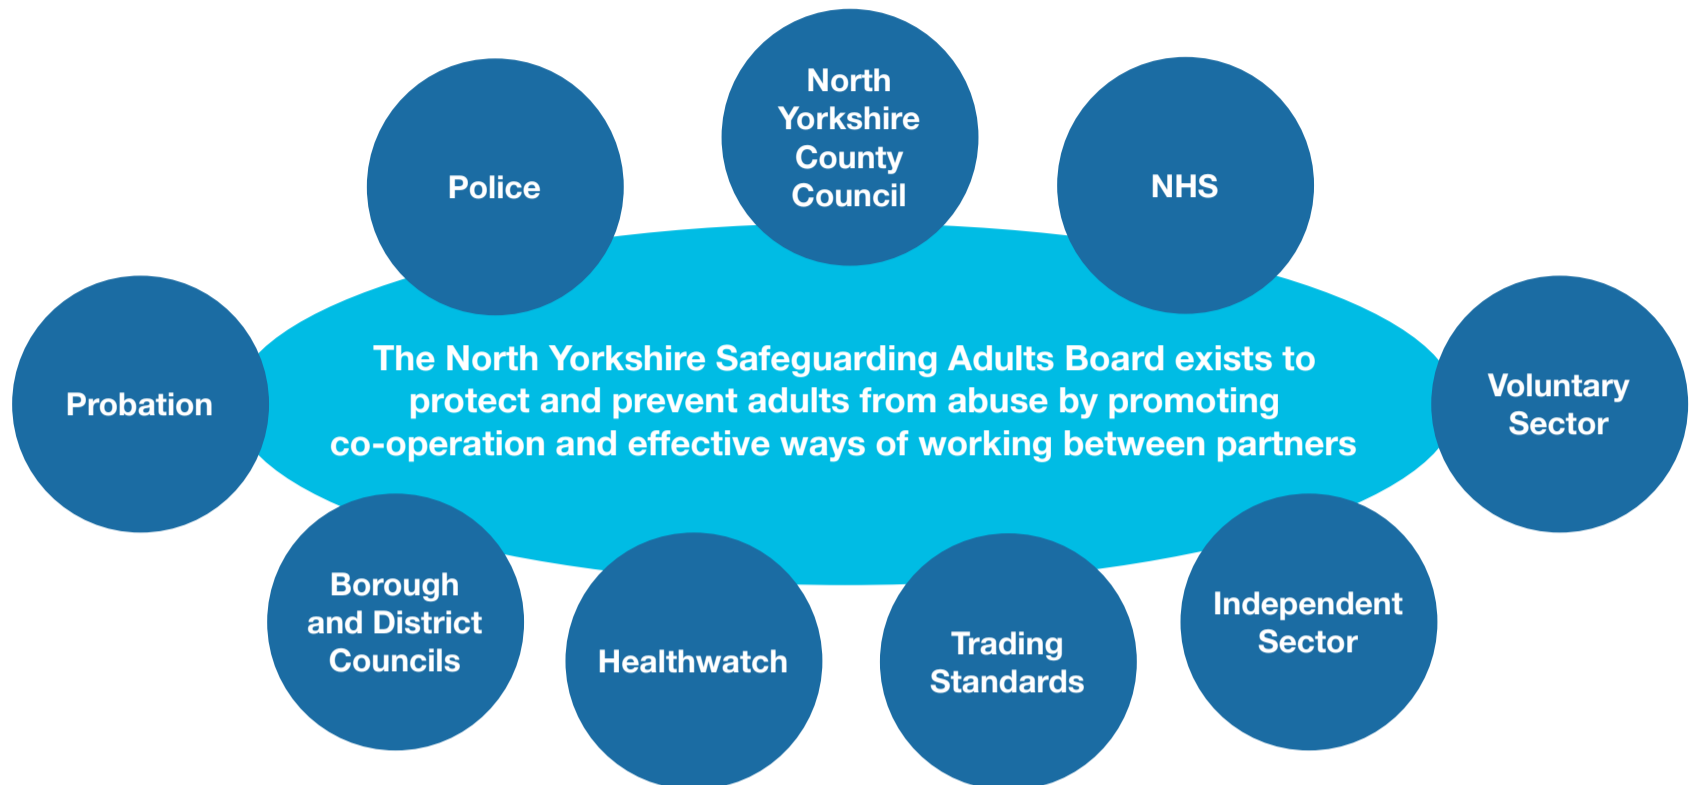 North
Yorkshire
County
Council
Police
NHS
The North Yorkshire Safeguarding Adults Board exists to
protect and prevent adults from abuse by promoting
co-operation and effective ways of working between partners
Probation
Voluntary
Sector
Borough
and District
Councils
Healthwatch
Trading
Standards
Independent
Sector